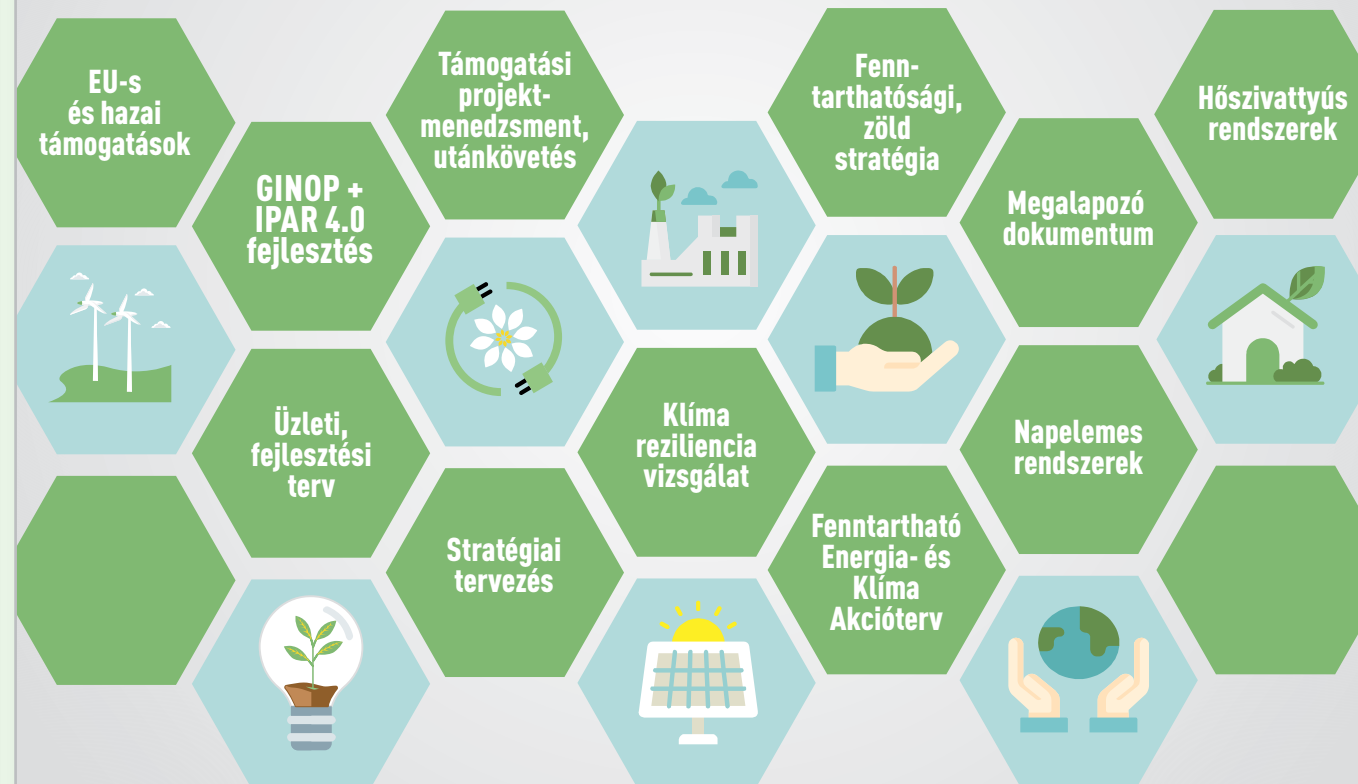 EU-s
és hazai
támogatások
GINOP +
IPAR 4.0
fejlesztés
Támogatási
projekt-
menedzsment,
utánkövetés
Fenn-
tarthatósági,
zöld
stratégia
Megalapozó
dokumentum
Hőszivattyús
rendszerek
Üzleti,
fejlesztési
terv
Stratégiai
tervezés
Klíma
reziliencia
vizsgálat
Fenntartható
Energia- és
Klíma
Akcióterv
Napelemes
rendszerek